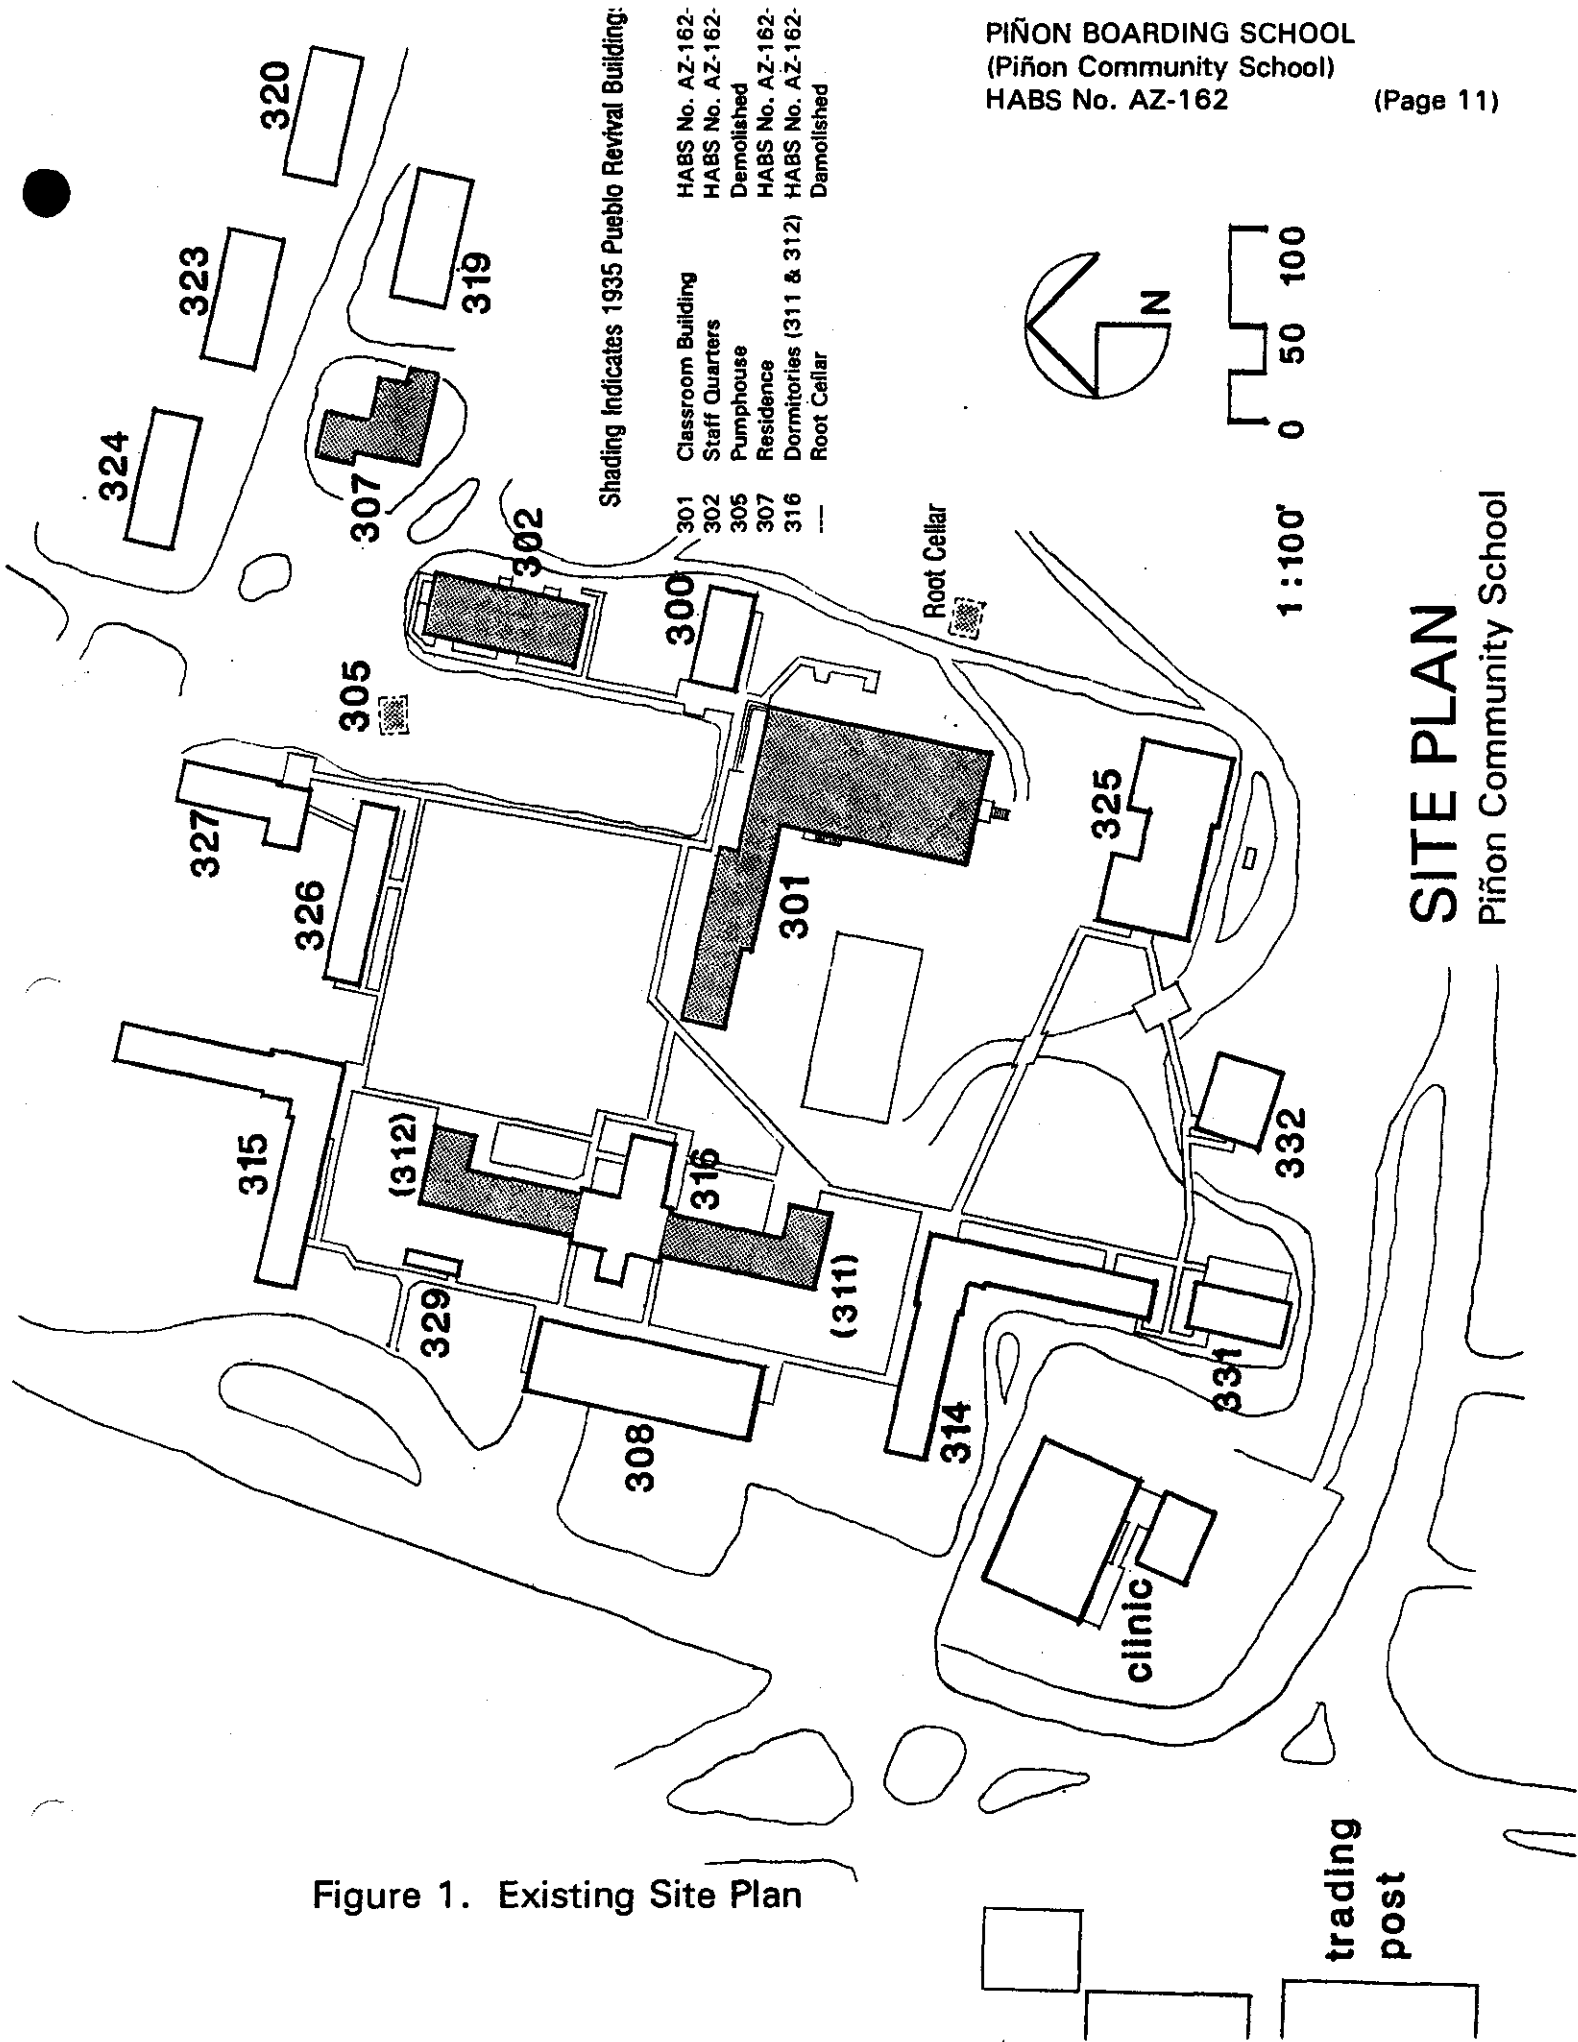 PIÑON BOARDING SCHOOL
(Piñon Community School)
HABS No. AZ-162 (Page 11)
Shading Indicates 1935 Pueblo Revival Building:
301 Classroom Building HABS No. AZ-162-
302 Staff Quarters HABS No. AZ-162-
305 Pumphouse Demolished
307 Residence HABS No. AZ-162-
316 Dormitories (311 & 312) HABS No. AZ-162-
---- Root Cellar Damolished
320
323
319
324
307
302
305
300
Root Cellar
327
326
301
325
315
(312)
316
(311)
329
308
314
331
332
clinic
trading
post
N
0 50 100
1 : 100'
SITE PLAN
Piñon Community School
Figure 1. Existing Site Plan